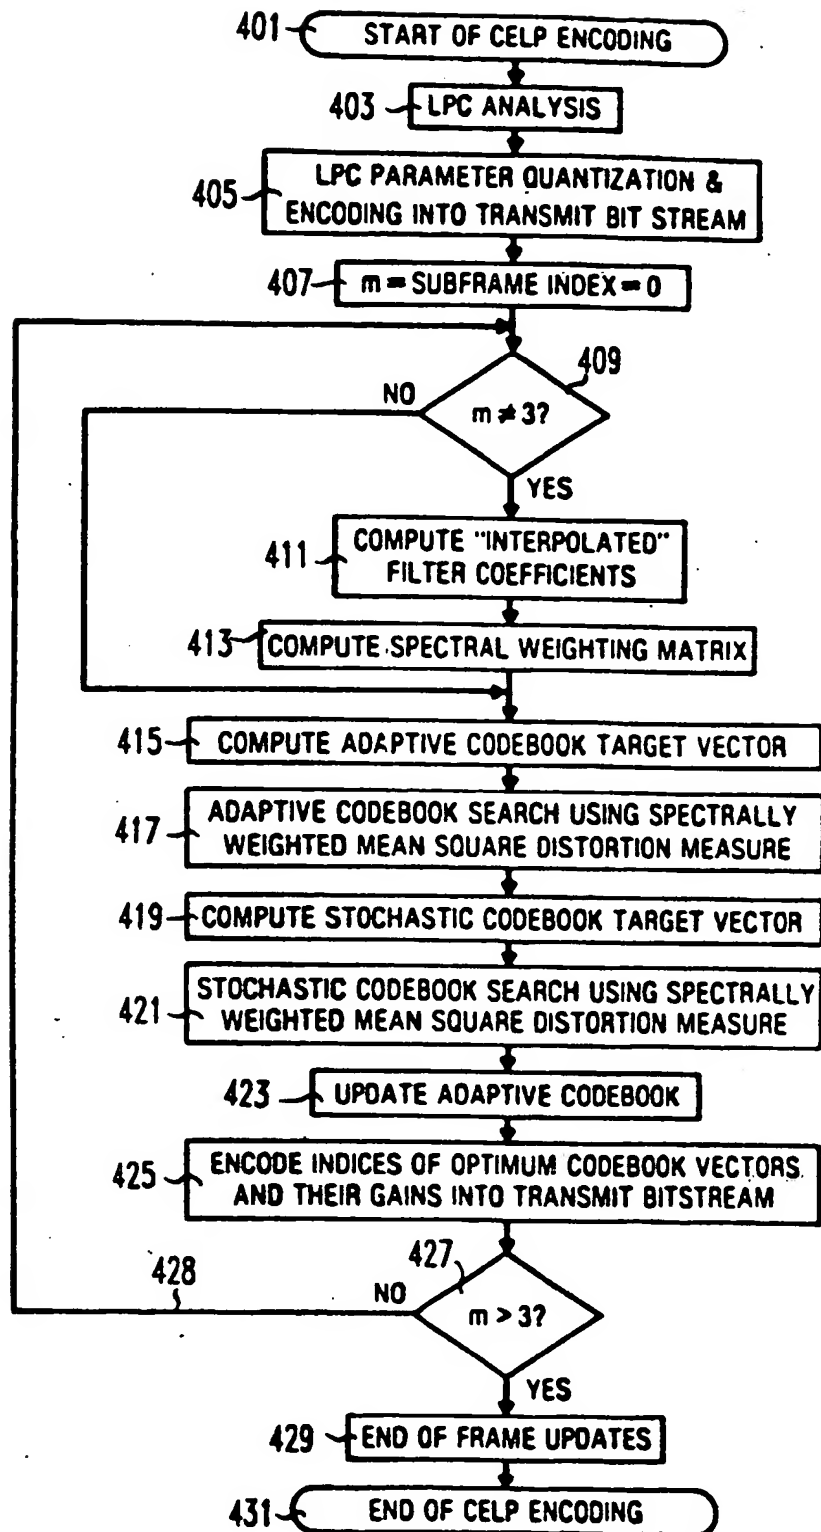 401
START OF CELP ENCODING
403
LPC ANALYSIS
405
LPC PARAMETER QUANTIZATION &
ENCODING INTO TRANSMIT BIT STREAM
407
m = SUBFRAME INDEX = 0
409
NO
m ≠ 3?
YES
411
COMPUTE "INTERPOLATED"
FILTER COEFFICIENTS
413
COMPUTE SPECTRAL WEIGHTING MATRIX
415
COMPUTE ADAPTIVE CODEBOOK TARGET VECTOR
417
ADAPTIVE CODEBOOK SEARCH USING SPECTRALLY
WEIGHTED MEAN SQUARE DISTORTION MEASURE
419
COMPUTE STOCHASTIC CODEBOOK TARGET VECTOR
421
STOCHASTIC CODEBOOK SEARCH USING SPECTRALLY
WEIGHTED MEAN SQUARE DISTORTION MEASURE
423
UPDATE ADAPTIVE CODEBOOK
425
ENCODE INDICES OF OPTIMUM CODEBOOK VECTORS
AND THEIR GAINS INTO TRANSMIT BITSTREAM
427
428
NO
m > 3?
YES
429
END OF FRAME UPDATES
431
END OF CELP ENCODING